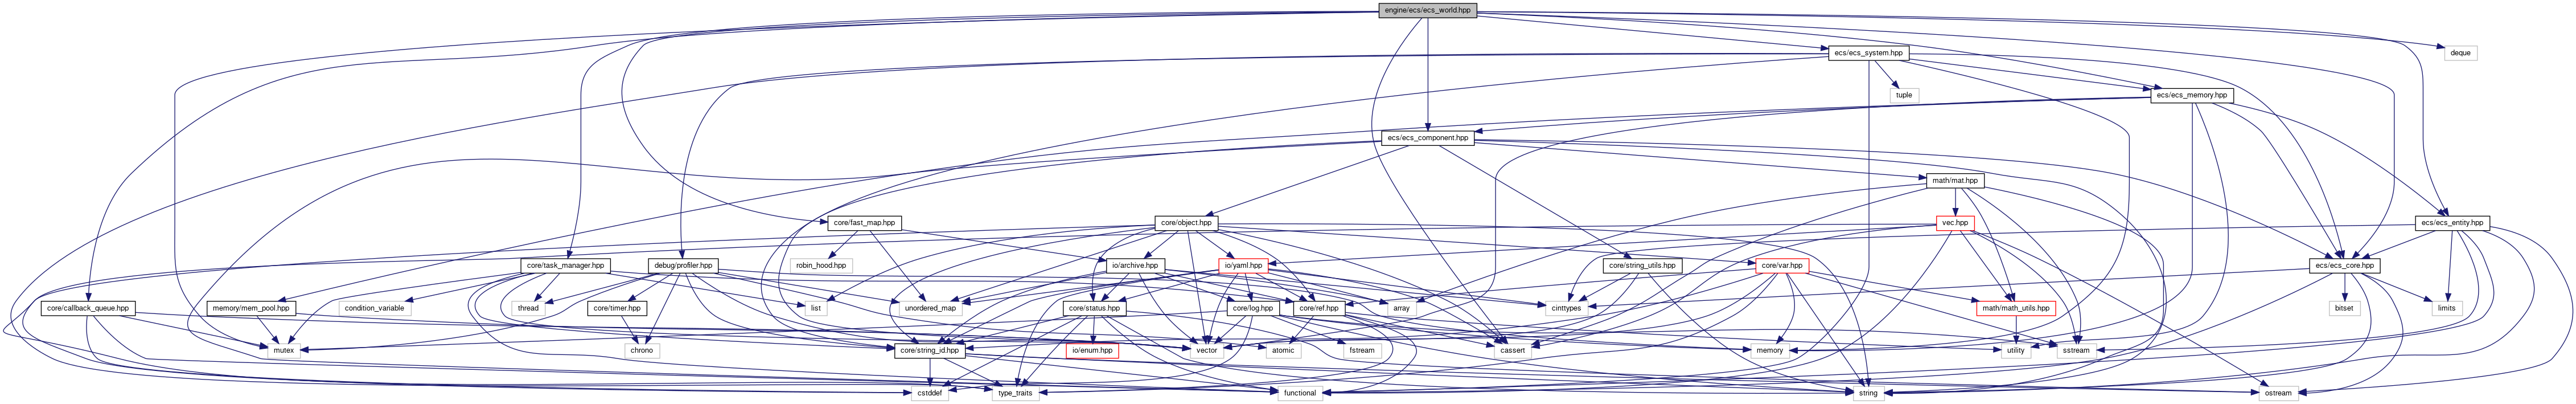 engine/ecs/ecs_world.hpp
ecs/ecs_system.hpp
deque
tuple
ecs/ecs_memory.hpp
ecs/ecs_component.hpp
math/mat.hpp
core/fast_map.hpp
core/object.hpp
vec.hpp
ecs/ecs_entity.hpp
core/task_manager.hpp
debug/profiler.hpp
robin_hood.hpp
io/archive.hpp
io/yaml.hpp
core/string_utils.hpp
core/var.hpp
ecs/ecs_core.hpp
core/callback_queue.hpp
memory/mem_pool.hpp
condition_variable
thread
core/timer.hpp
list
unordered_map
core/status.hpp
core/log.hpp
core/ref.hpp
array
cinttypes
math/math_utils.hpp
bitset
limits
mutex
chrono
core/string_id.hpp
io/enum.hpp
vector
atomic
fstream
cassert
memory
utility
sstream
cstddef
type_traits
functional
string
ostream